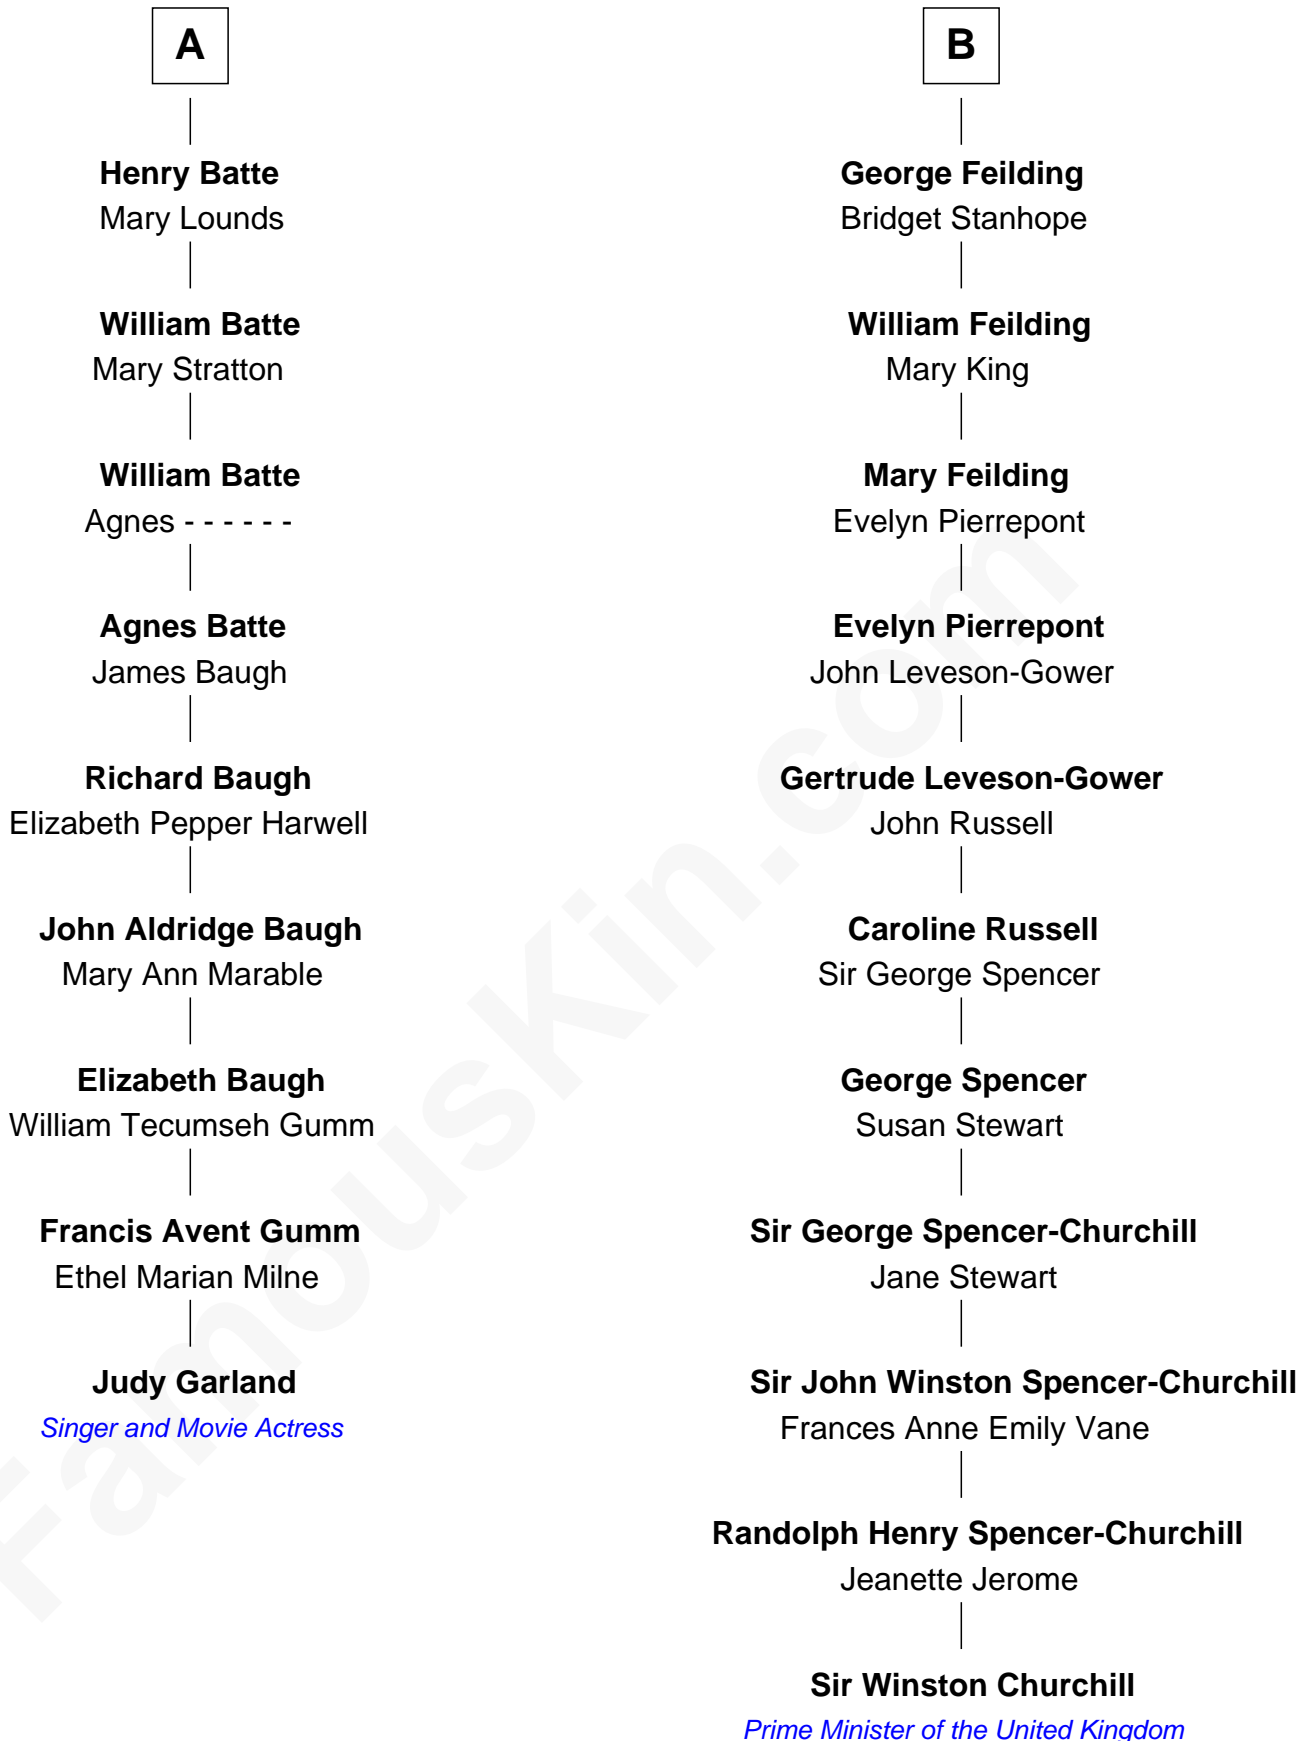 A
Henry Batte
Mary Lounds
William Batte
Mary Stratton
William Batte
Agnes - - - - - -
Agnes Batte
James Baugh
Richard Baugh
Elizabeth Pepper Harwell
John Aldridge Baugh
Mary Ann Marable
Elizabeth Baugh
William Tecumseh Gumm
Francis Avent Gumm
Ethel Marian Milne
Judy Garland
Singer and Movie Actress
B
George Feilding
Bridget Stanhope
William Feilding
Mary King
Mary Feilding
Evelyn Pierrepont
Evelyn Pierrepont
John Leveson-Gower
Gertrude Leveson-Gower
John Russell
Caroline Russell
Sir George Spencer
George Spencer
Susan Stewart
Sir George Spencer-Churchill
Jane Stewart
Sir John Winston Spencer-Churchill
Frances Anne Emily Vane
Randolph Henry Spencer-Churchill
Jeanette Jerome
Sir Winston Churchill
Prime Minister of the United Kingdom
FamousKin.com